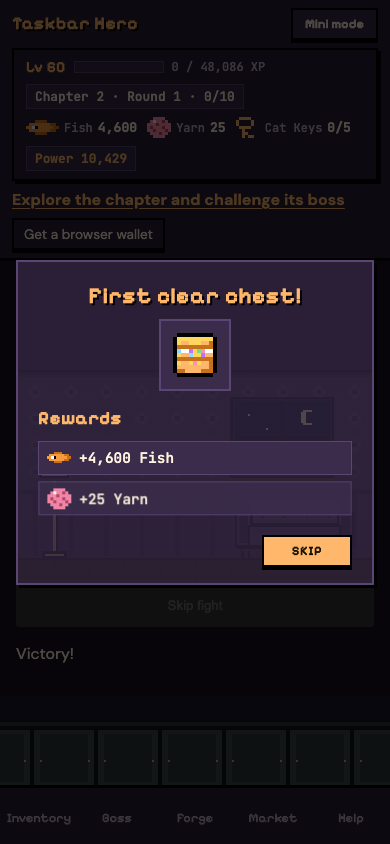 Taskbar Hero
Mini mode
Lv 60
0 / 48,086 XP
Chapter 2 · Round 1 · 0/10
Fish 4,600
Yarn 25
Cat Keys 0/5
Power 10,429
Explore the chapter and challenge its boss
Get a browser wallet
First clear chest!
Rewards
+4,600 Fish
+25 Yarn
SKIP
Skip fight
Victory!
Inventory
Boss
Forge
Market
Help